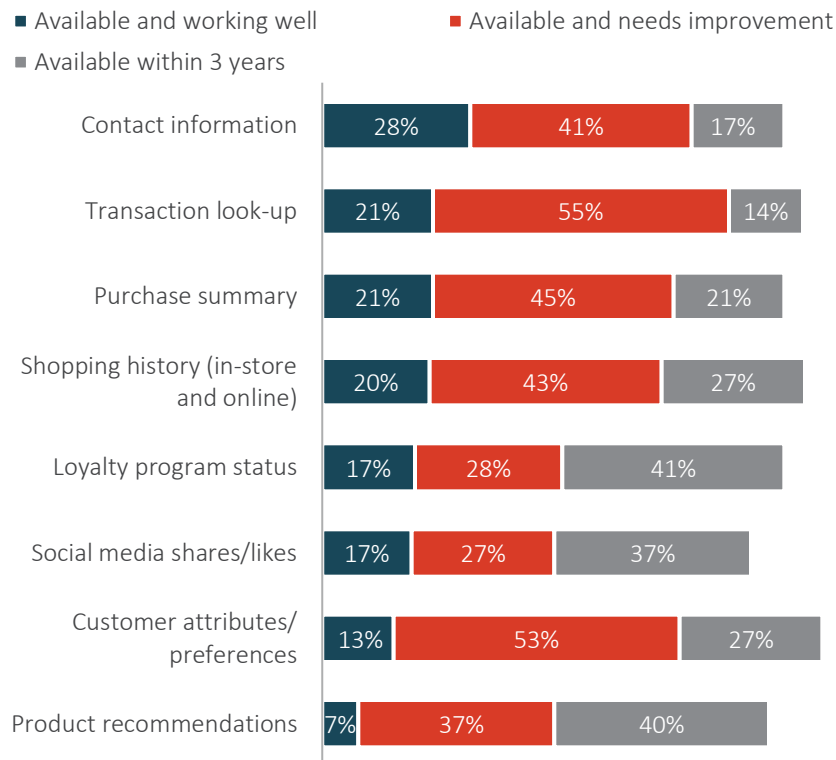 Available and working well
Available and needs improvement
Available within 3 years
Contact information
28%
41%
17%
Transaction look-up
21%
55%
14%
Purchase summary
21%
45%
21%
Shopping history (in-store
and online)
20%
43%
27%
Loyalty program status
17%
28%
41%
Social media shares/likes
17%
27%
37%
Customer attributes/
preferences
13%
53%
27%
Product recommendations
7%
37%
40%